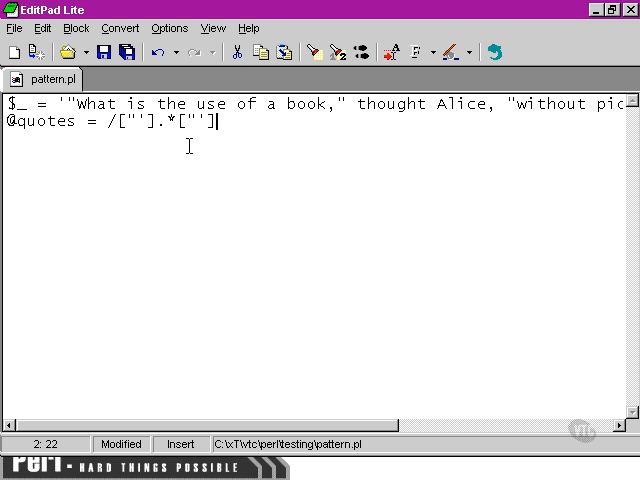 EditPad Lite
File Edit Block Convert Options View Help
pattern.pl
$_ = '"What is the use of a book," thought Alice, "without pic
@quotes = /["'].*["']
2: 22 Modified Insert C:\xT\vtc\perl\testing\pattern.pl
VTC
Perl - HARD THINGS POSSIBLE